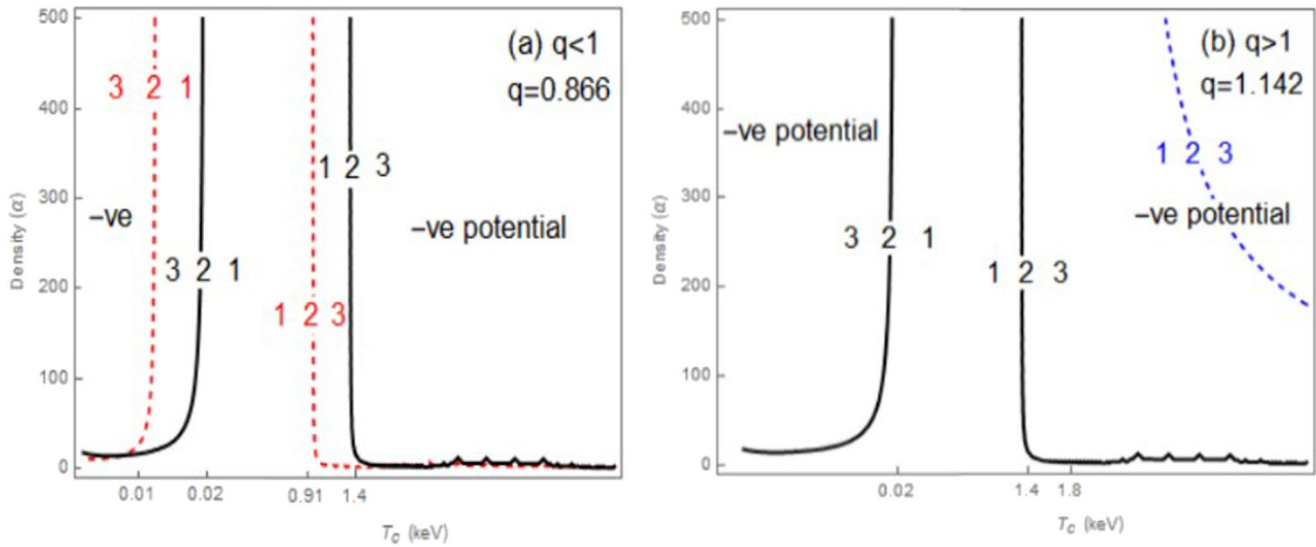 500
400
300
200
100
0
Density (α)
(a) q<1
q=0.866
3 2 1
1 2 3
–ve
–ve potential
3 2 1
1 2 3
0.01
0.02
0.91
1.4
T_c (keV)
500
400
300
200
100
0
Density (α)
(b) q>1
q=1.142
–ve potential
1 2 3
–ve potential
3 2 1
1 2 3
0.02
1.4
1.8
T_c (keV)